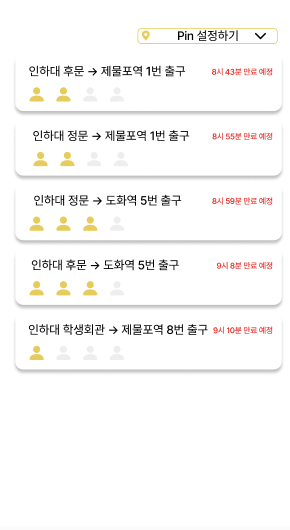 Pin 설정하기
인하대 후문 → 제물포역 1번 출구 8시 43분 만료 예정
인하대 정문 → 제물포역 1번 출구 8시 55분 만료 예정
인하대 정문 → 도화역 5번 출구 8시 59분 만료 예정
인하대 후문 → 도화역 5번 출구 9시 8분 만료 예정
인하대 학생회관 → 제물포역 8번 출구 9시 10분 만료 예정